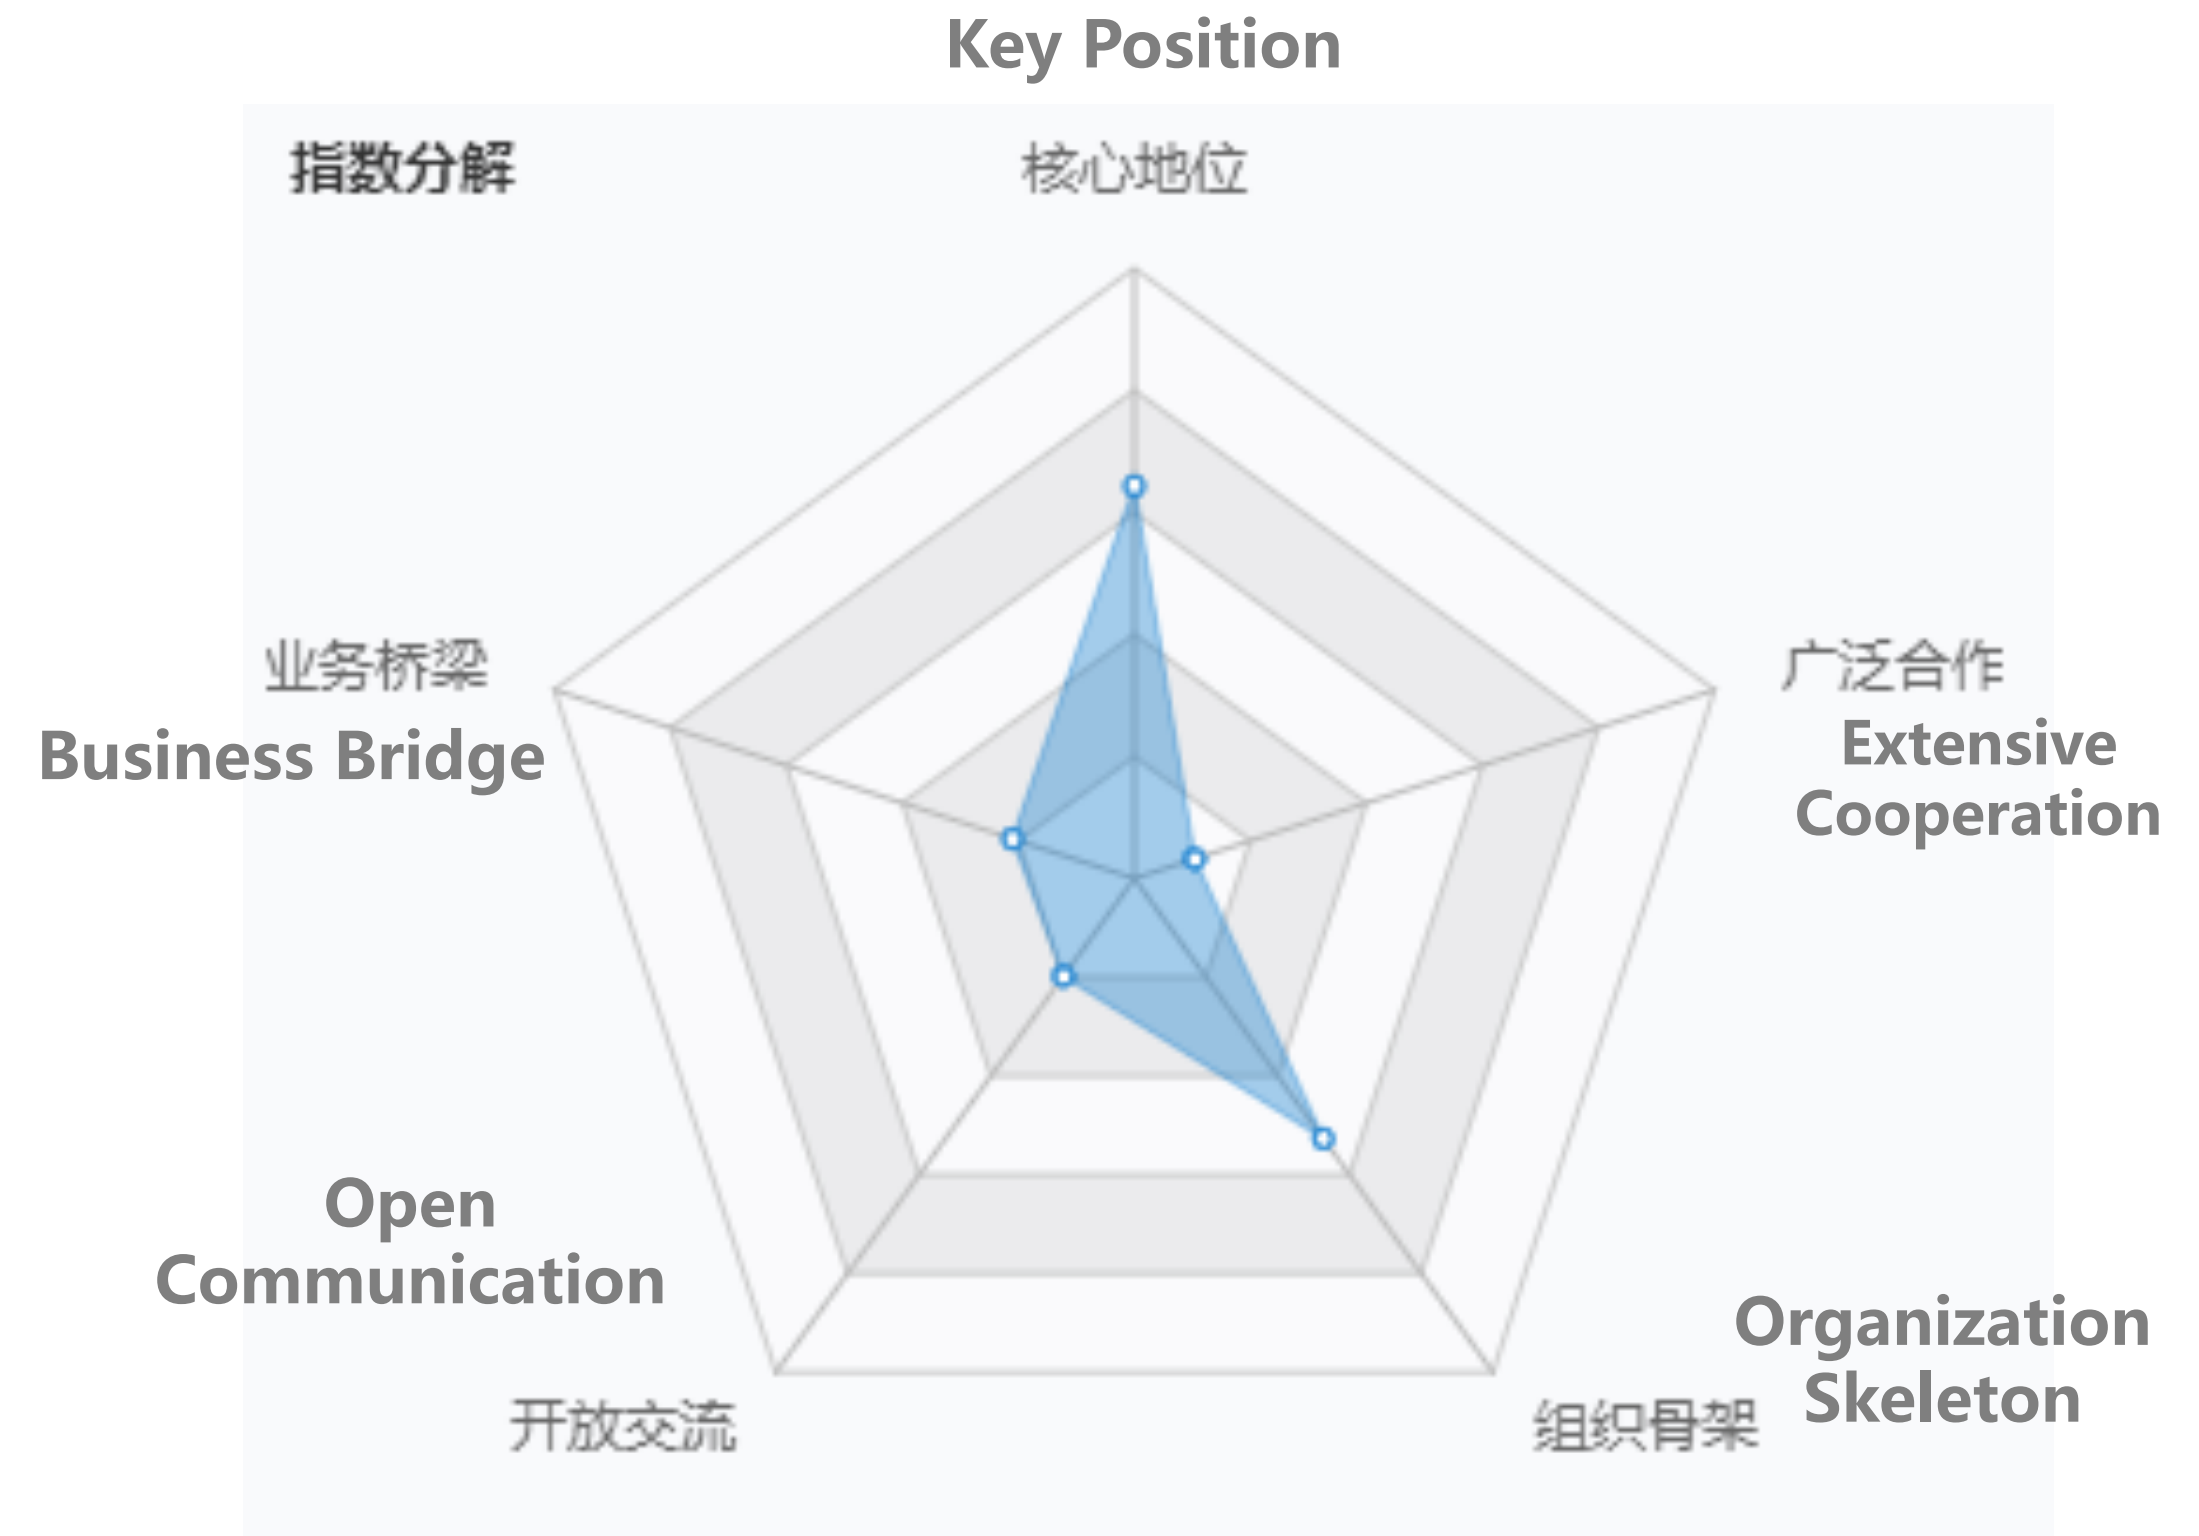 Key Position
指数分解
核心地位
业务桥梁
Business Bridge
广泛合作
Extensive
Cooperation
Open
Communication
开放交流
Organization
Skeleton
组织骨架